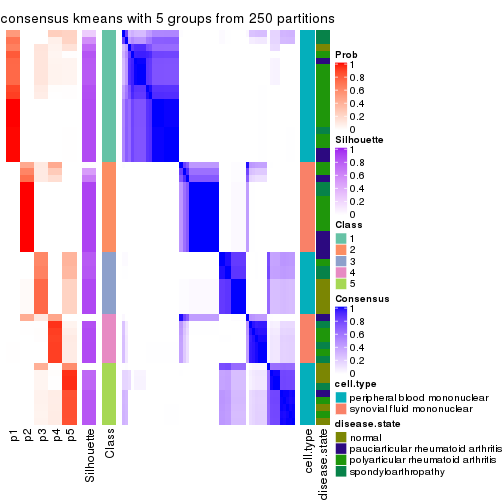 consensus kmeans with 5 groups from 250 partitions
Prob
1
0.8
0.6
0.4
0.2
0
Silhouette
1
0.8
0.6
0.4
0.2
0
Class
1
2
3
4
5
Consensus
1
0.8
0.6
0.4
0.2
0
cell.type
peripheral blood mononuclear
synovial fluid mononuclear
disease.state
normal
pauciarticular rheumatoid arthritis
polyarticular rheumatoid arthritis
spondyloarthropathy
p1
p2
p3
p4
p5
Silhouette
Class
cell.type
disease.state